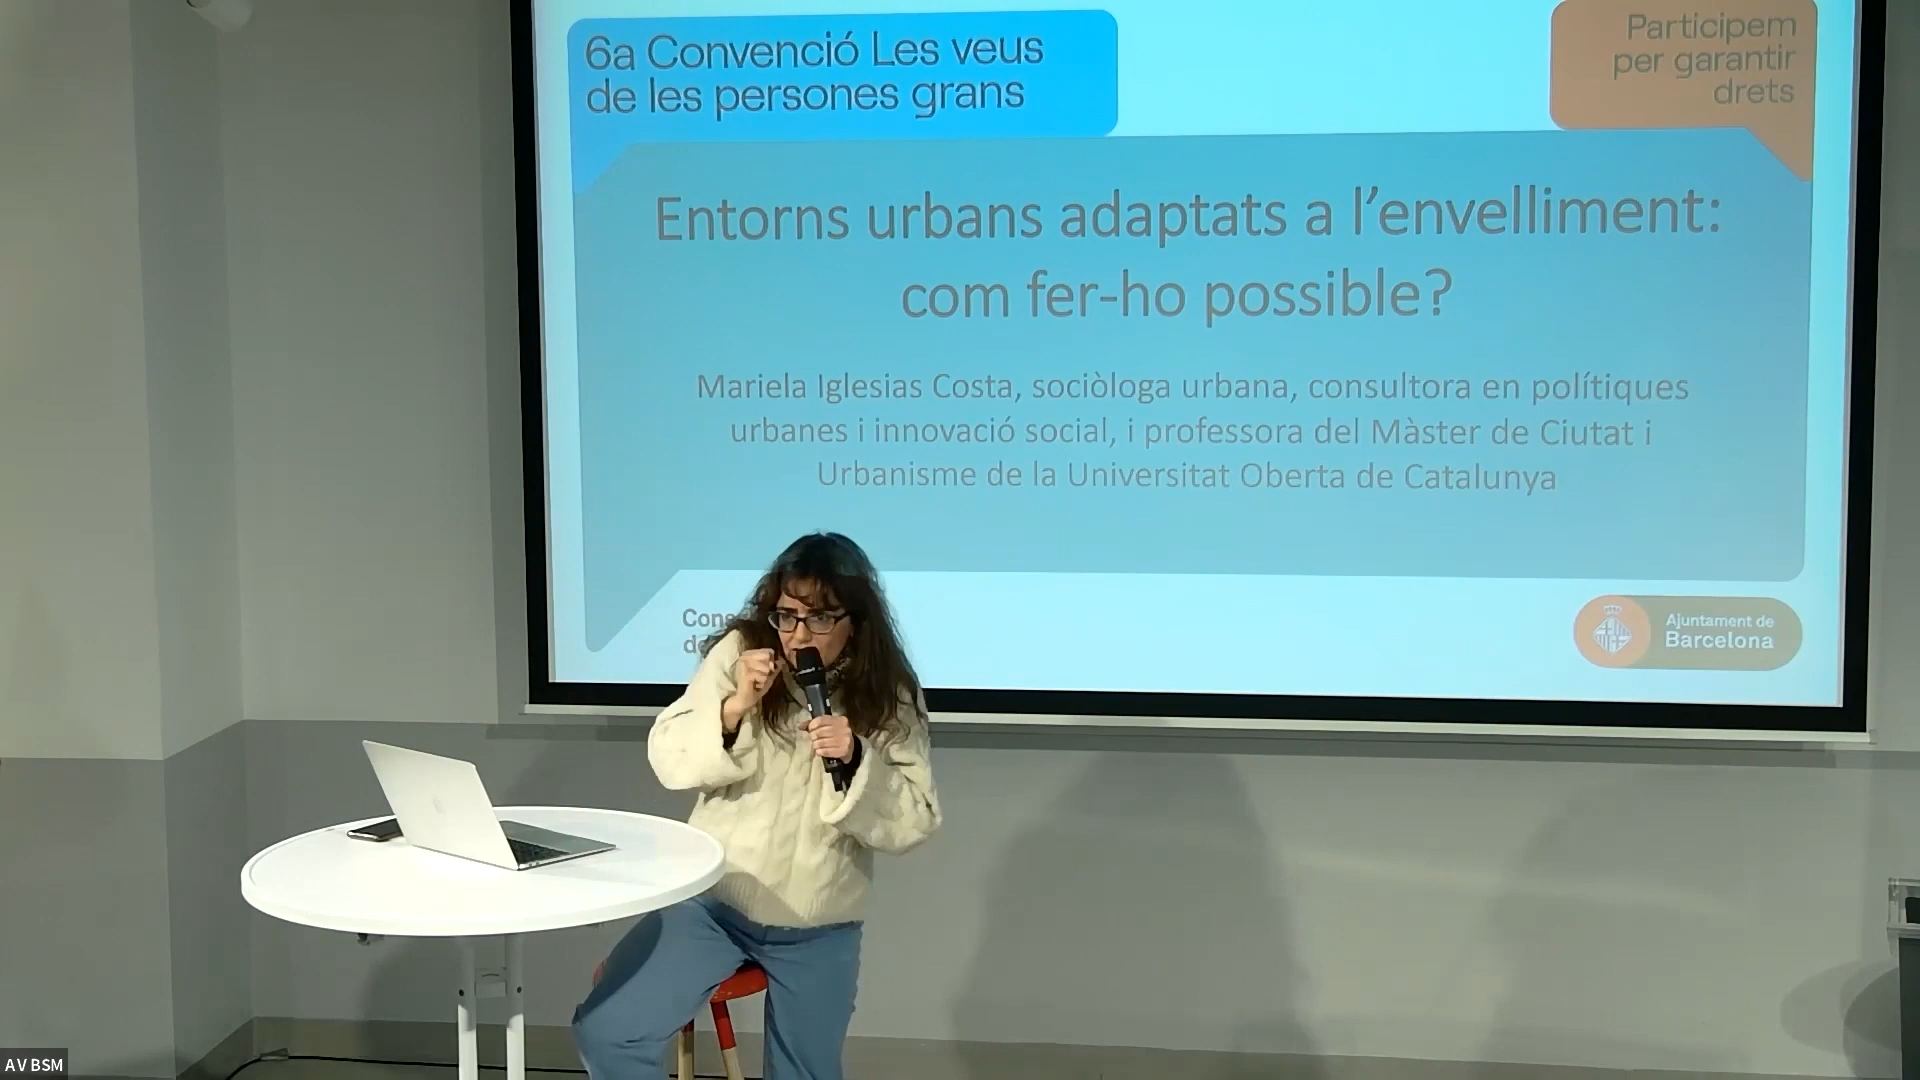 6a Convenció Les veus
de les persones grans
Participem
per garantir
drets
Entorns urbans adaptats a l’envelliment:
com fer-ho possible?
Mariela Iglesias Costa, sociòloga urbana, consultora en polítiques
urbanes i innovació social, i professora del Màster de Ciutat i
Urbanisme de la Universitat Oberta de Catalunya
Ajuntament de
Barcelona
AV BSM